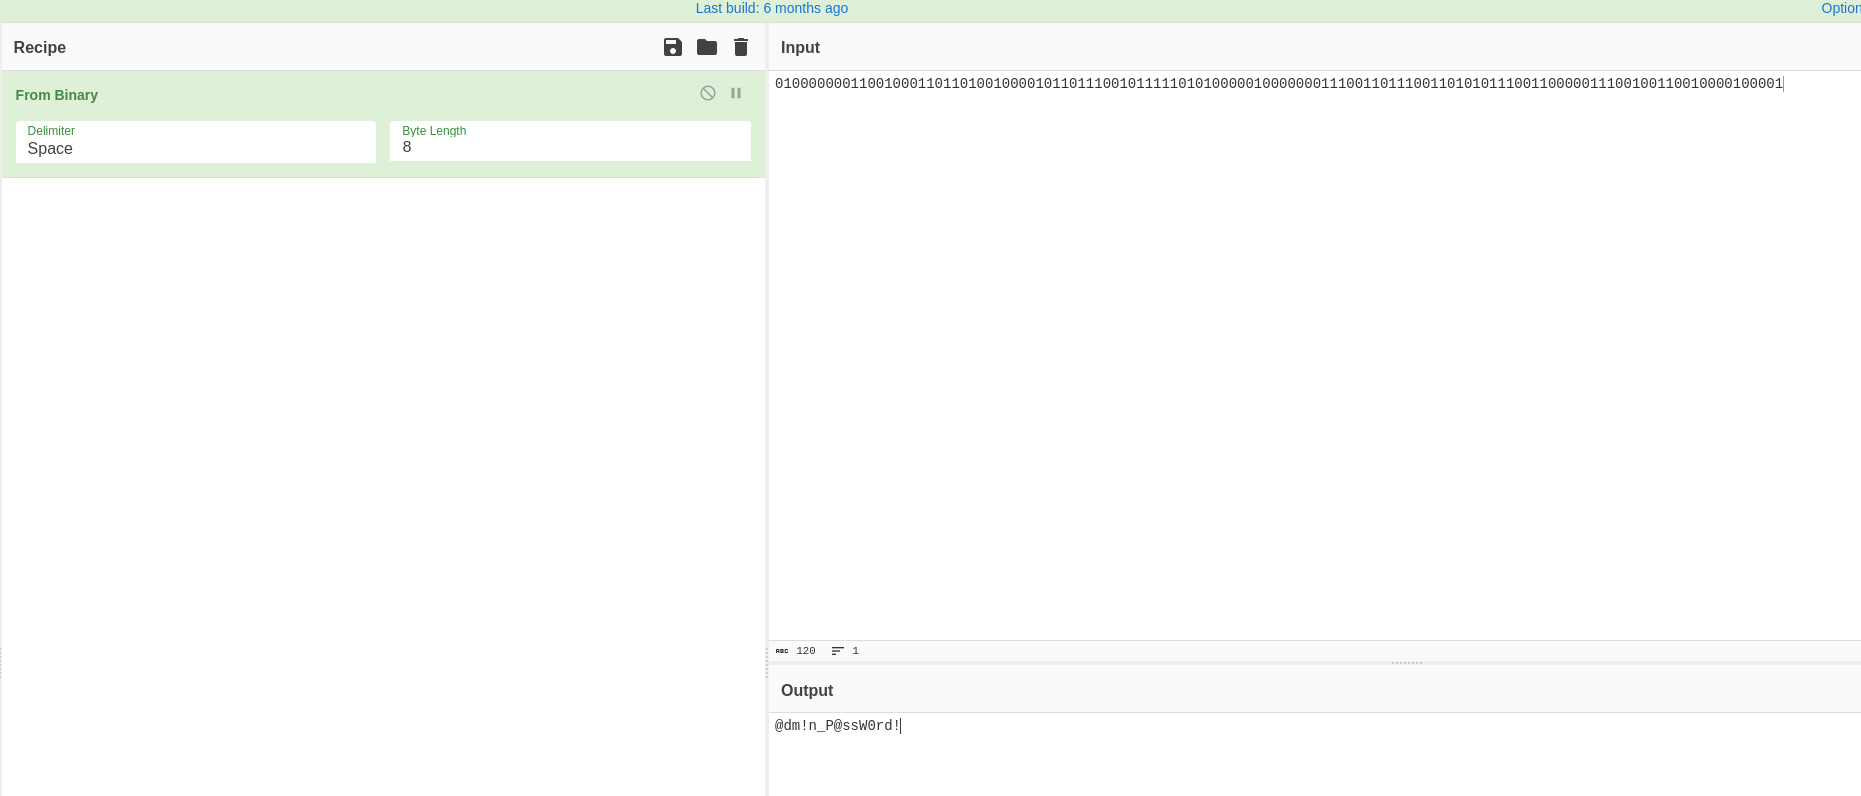 Last build: 6 months ago
Option
Recipe
From Binary
Delimiter
Space
Byte Length
8
Input
010000000110010001101101001000010110111001011111010100000100000001110011011100110101011100110000011100100110010000100001
ABC 120
1
Output
@dm!n_P@ssW0rd!